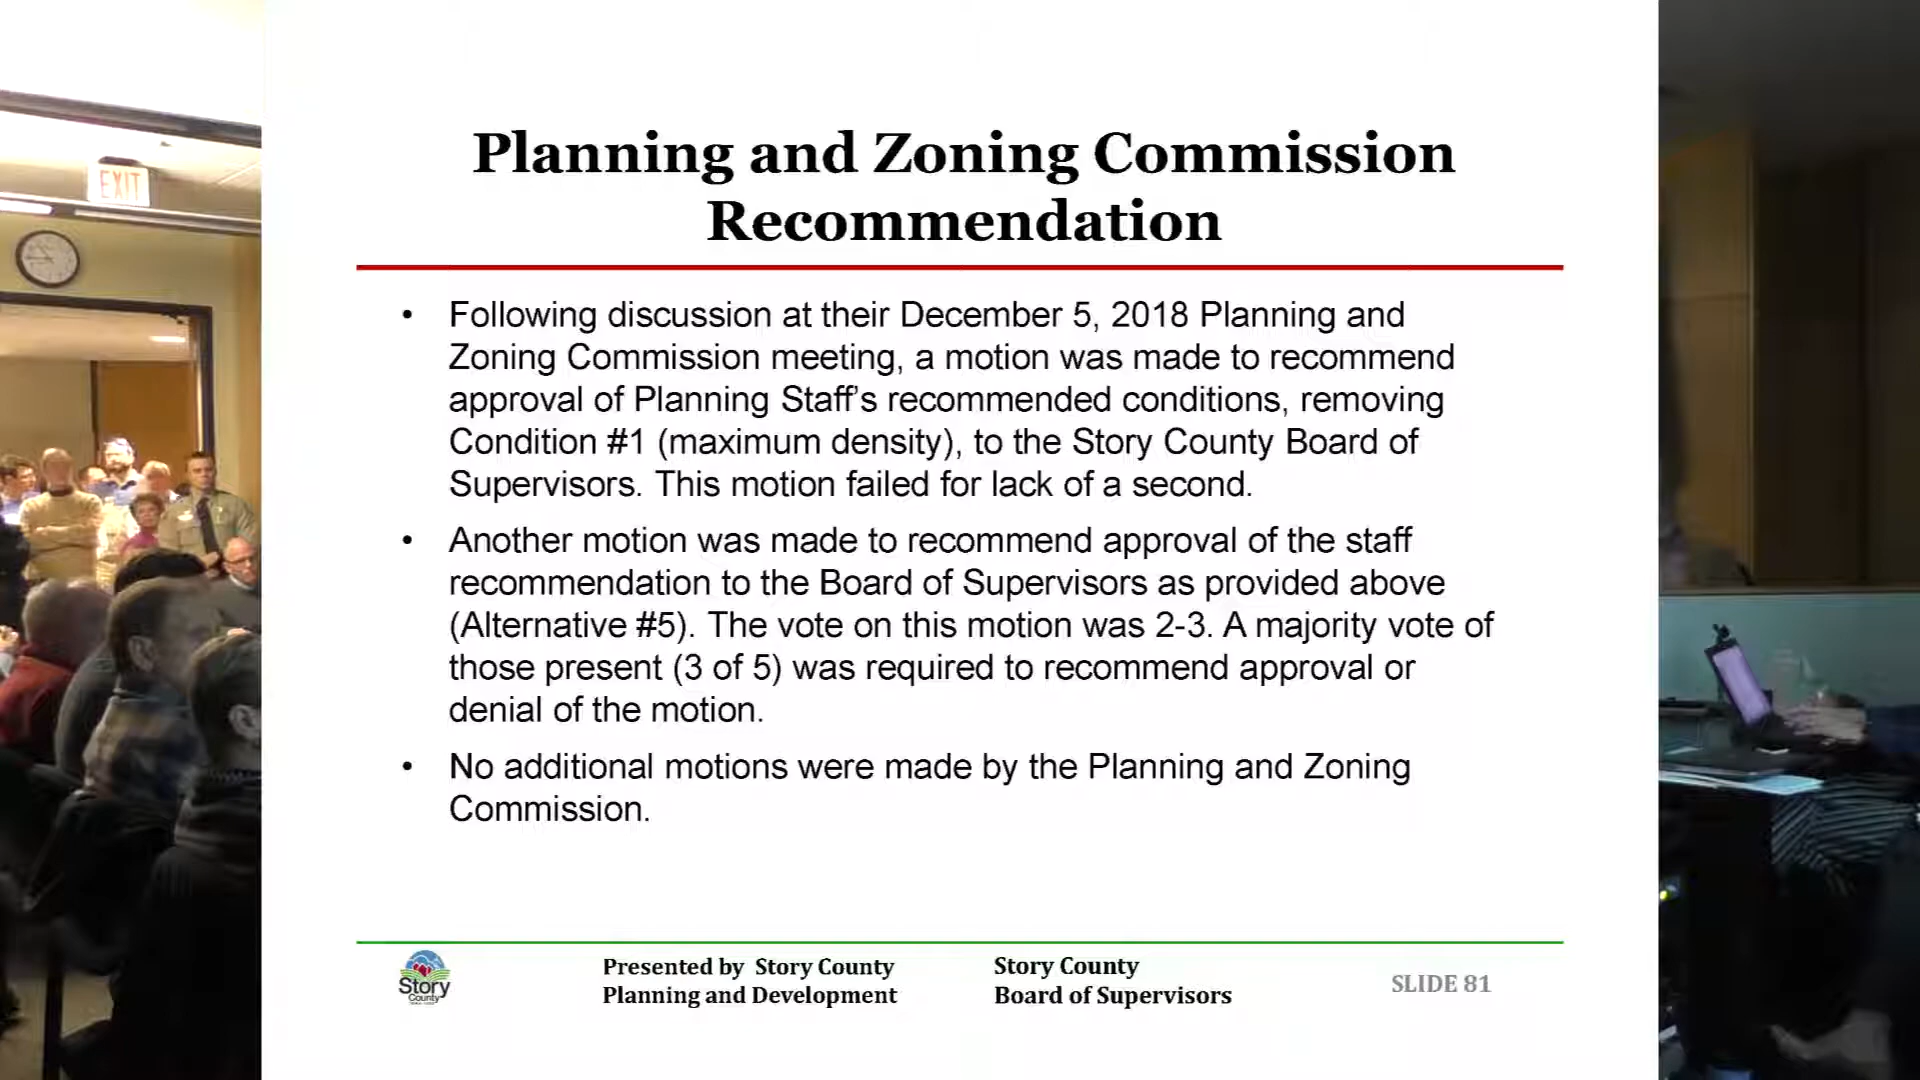 EXIT
Planning and Zoning Commission
Recommendation
• Following discussion at their December 5, 2018 Planning and
Zoning Commission meeting, a motion was made to recommend
approval of Planning Staff's recommended conditions, removing
Condition #1 (maximum density), to the Story County Board of
Supervisors. This motion failed for lack of a second.
• Another motion was made to recommend approval of the staff
recommendation to the Board of Supervisors as provided above
(Alternative #5). The vote on this motion was 2-3. A majority vote of
those present (3 of 5) was required to recommend approval or
denial of the motion.
• No additional motions were made by the Planning and Zoning
Commission.
Story
County
Presented by Story County
Planning and Development
Story County
Board of Supervisors
SLIDE 81